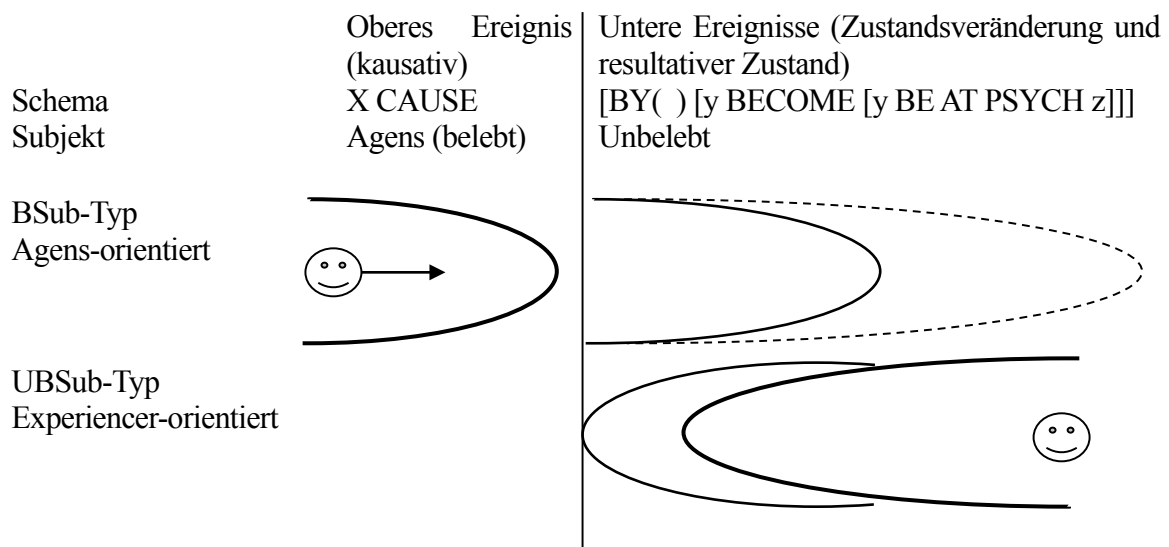 Oberes Ereignis Untere Ereignisse (Zustandsveränderung und
(kausativ) resultativer Zustand)
Schema X CAUSE [BY( ) [y BECOME [y BE AT PSYCH z]]]
Subjekt Agens (belebt) Unbelebt
BSub-Typ
Agens-orientiert
UBSub-Typ
Experiencer-orientiert